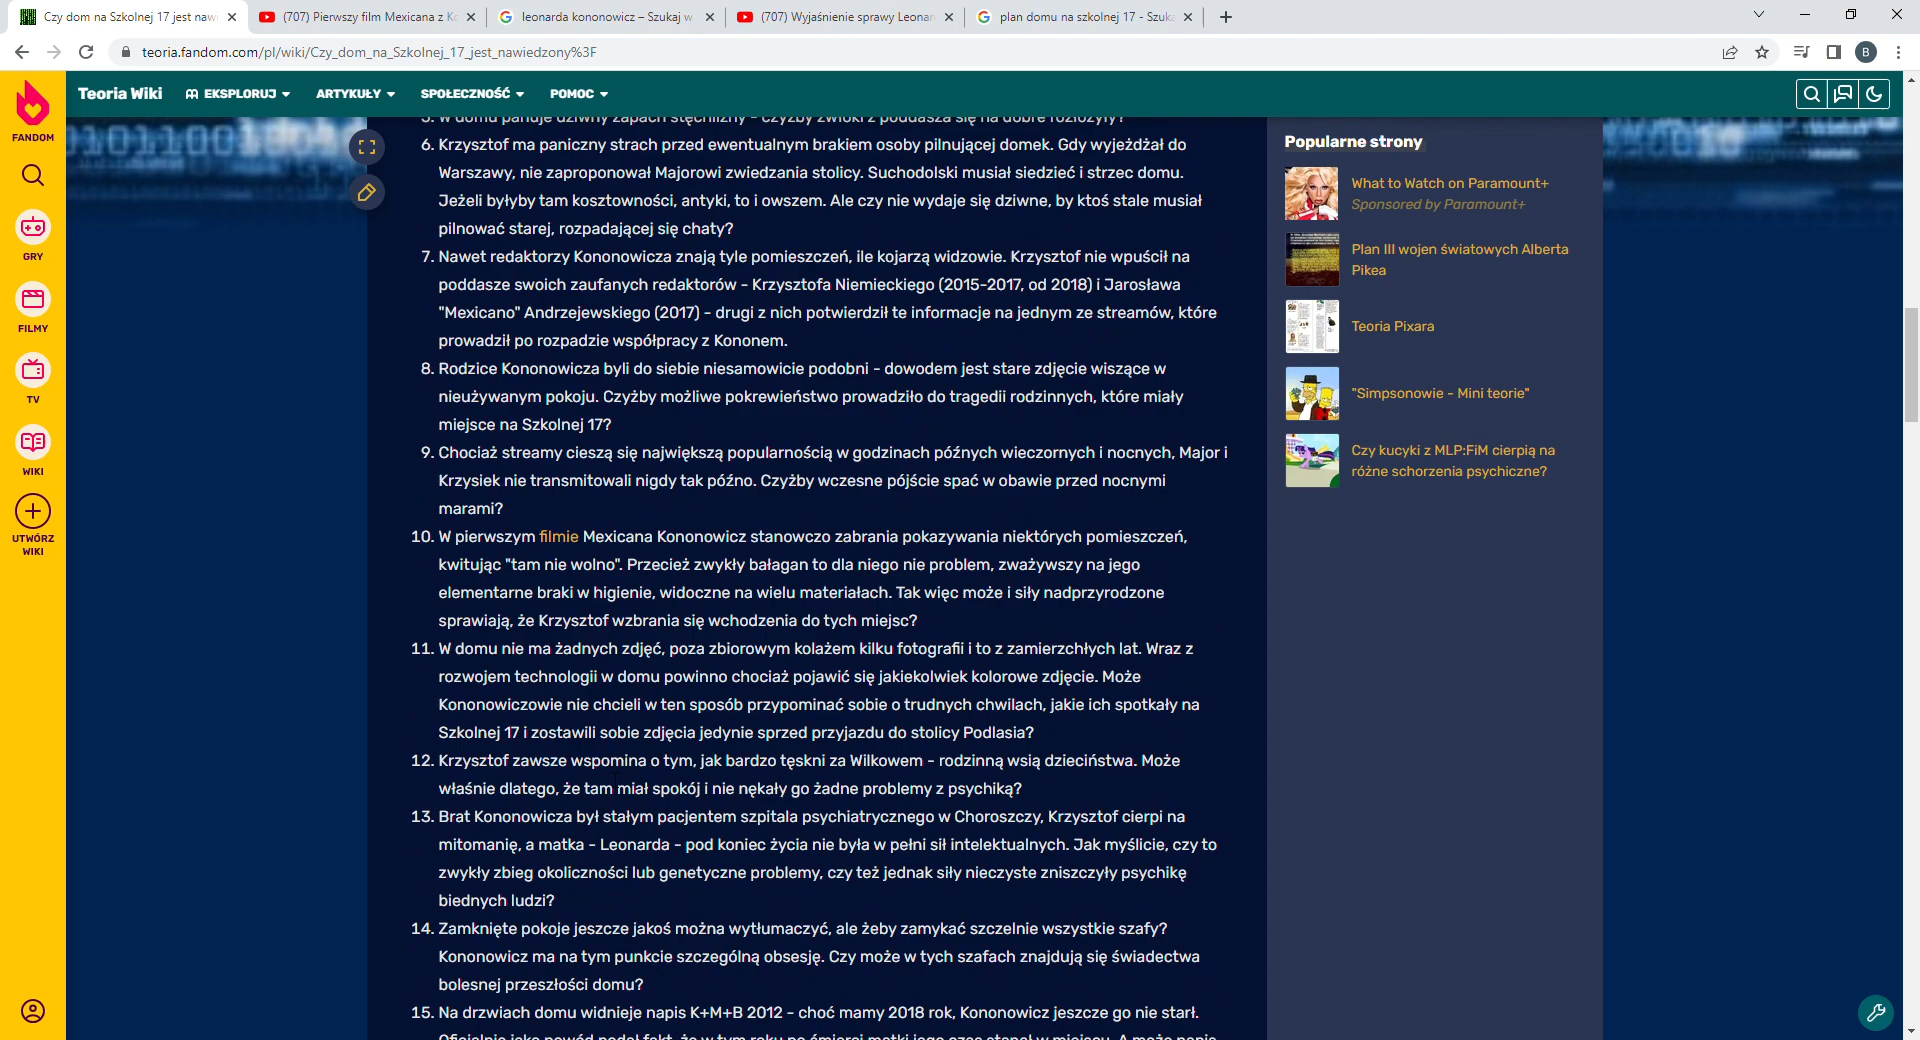 Czy dom na Szkolnej 17 jest naw
(707) Pierwszy film Mexicana z K
leonarda kononowicz – Szukaj w
(707) Wyjaśnienie sprawy Leonar
plan domu na szkolnej 17 - Szuk
teoria.fandom.com/pl/wiki/Czy_dom_na_Szkolnej_17_jest_nawiedzony%3F
B
FANDOM
GRY
FILMY
TV
WIKI
UTWÓRZ
WIKI
Teoria Wiki
EKSPLORUJ
ARTYKUŁY
SPOŁECZNOŚĆ
POMOC
5. W domu panuje dziwny zapach stęchlizny - czyżby zwłoki z poddasza się na dobre rozłożyły?
6. Krzysztof ma paniczny strach przed ewentualnym brakiem osoby pilnującej domek. Gdy wyjeżdżał do
Warszawy, nie zaproponował Majorowi zwiedzania stolicy. Suchodolski musiał siedzieć i strzec domu.
Jeżeli byłyby tam kosztowności, antyki, to i owszem. Ale czy nie wydaje się dziwne, by ktoś stale musiał
pilnować starej, rozpadającej się chaty?
7. Nawet redaktorzy Kononowicza znają tyle pomieszczeń, ile kojarzą widzowie. Krzysztof nie wpuścił na
poddasze swoich zaufanych redaktorów - Krzysztofa Niemieckiego (2015-2017, od 2018) i Jarosława
"Mexicano" Andrzejewskiego (2017) - drugi z nich potwierdził te informacje na jednym ze streamów, które
prowadził po rozpadzie współpracy z Kononem.
8. Rodzice Kononowicza byli do siebie niesamowicie podobni - dowodem jest stare zdjęcie wiszące w
nieużywanym pokoju. Czyżby możliwe pokrewieństwo prowadziło do tragedii rodzinnych, które miały
miejsce na Szkolnej 17?
9. Chociaż streamy cieszą się największą popularnością w godzinach późnych wieczornych i nocnych, Major i
Krzysiek nie transmitowali nigdy tak późno. Czyżby wczesne pójście spać w obawie przed nocnymi
marami?
10. W pierwszym filmie Mexicana Kononowicz stanowczo zabrania pokazywania niektórych pomieszczeń,
kwitując "tam nie wolno". Przecież zwykły bałagan to dla niego nie problem, zważywszy na jego
elementarne braki w higienie, widoczne na wielu materiałach. Tak więc może i siły nadprzyrodzone
sprawiają, że Krzysztof wzbrania się wchodzenia do tych miejsc?
11. W domu nie ma żadnych zdjęć, poza zbiorowym kolażem kilku fotografii i to z zamierzchłych lat. Wraz z
rozwojem technologii w domu powinno chociaż pojawić się jakiekolwiek kolorowe zdjęcie. Może
Kononowiczowie nie chcieli w ten sposób przypominać sobie o trudnych chwilach, jakie ich spotkały na
Szkolnej 17 i zostawili sobie zdjęcia jedynie sprzed przyjazdu do stolicy Podlasia?
12. Krzysztof zawsze wspomina o tym, jak bardzo tęskni za Wilkowem - rodzinną wsią dzieciństwa. Może
właśnie dlatego, że tam miał spokój i nie nękały go żadne problemy z psychiką?
13. Brat Kononowicza był stałym pacjentem szpitala psychiatrycznego w Choroszczy, Krzysztof cierpi na
mitomanię, a matka - Leonarda - pod koniec życia nie była w pełni sił intelektualnych. Jak myślicie, czy to
zwykły zbieg okoliczności lub genetyczne problemy, czy też jednak siły nieczyste zniszczyły psychikę
biednych ludzi?
14. Zamknięte pokoje jeszcze jakoś można wytłumaczyć, ale żeby zamykać szczelnie wszystkie szafy?
Kononowicz ma na tym punkcie szczególną obsesję. Czy może w tych szafach znajdują się świadectwa
bolesnej przeszłości domu?
15. Na drzwiach domu widnieje napis K+M+B 2012 - choć mamy 2018 rok, Kononowicz jeszcze go nie starł.
Popularne strony
What to Watch on Paramount+
Sponsored by Paramount+
Plan III wojen światowych Alberta
Pikea
Teoria Pixara
"Simpsonowie - Mini teorie"
Czy kucyki z MLP:FiM cierpią na
różne schorzenia psychiczne?